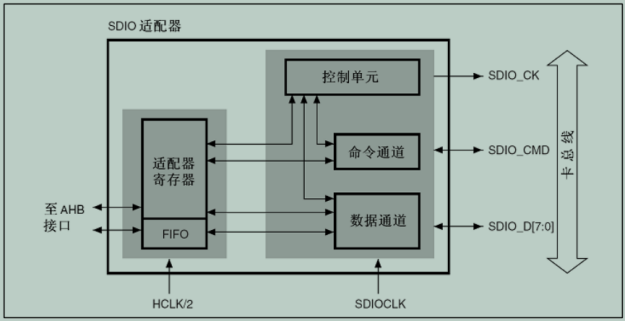 SDIO 适配器
控制单元
SDIO_CK
适配器
寄存器
命令通道
SDIO_CMD
卡总线
至 AHB
接口
FIFO
数据通道
SDIO_D[7:0]
HCLK/2
SDIOCLK